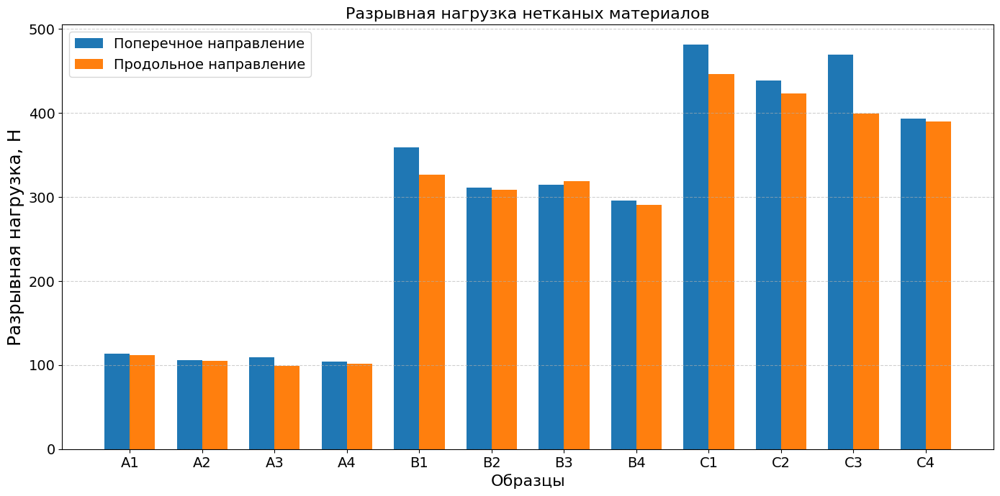 Разрывная нагрузка нетканых материалов
Поперечное направление
Продольное направление
Разрывная нагрузка, Н
500
400
300
200
100
0
A1 A2 A3 A4 B1 B2 B3 B4 C1 C2 C3 C4
Образцы